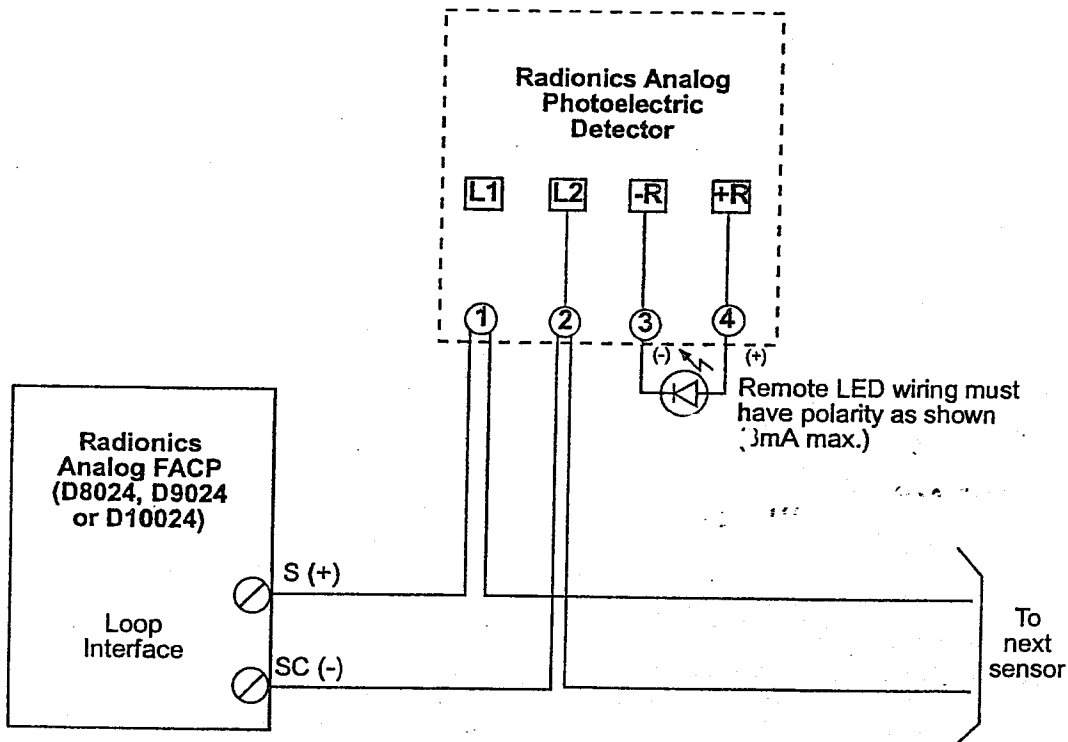 Radionics Analog
Photoelectric
Detector
L1 L2 -R +R
1 2 3 4
(-) (+)
Remote LED wiring must
have polarity as shown
3mA max.)
Radionics
Analog FACP
(D8024, D9024
or D10024)
S (+)
Loop
Interface
SC (-)
To
next
sensor